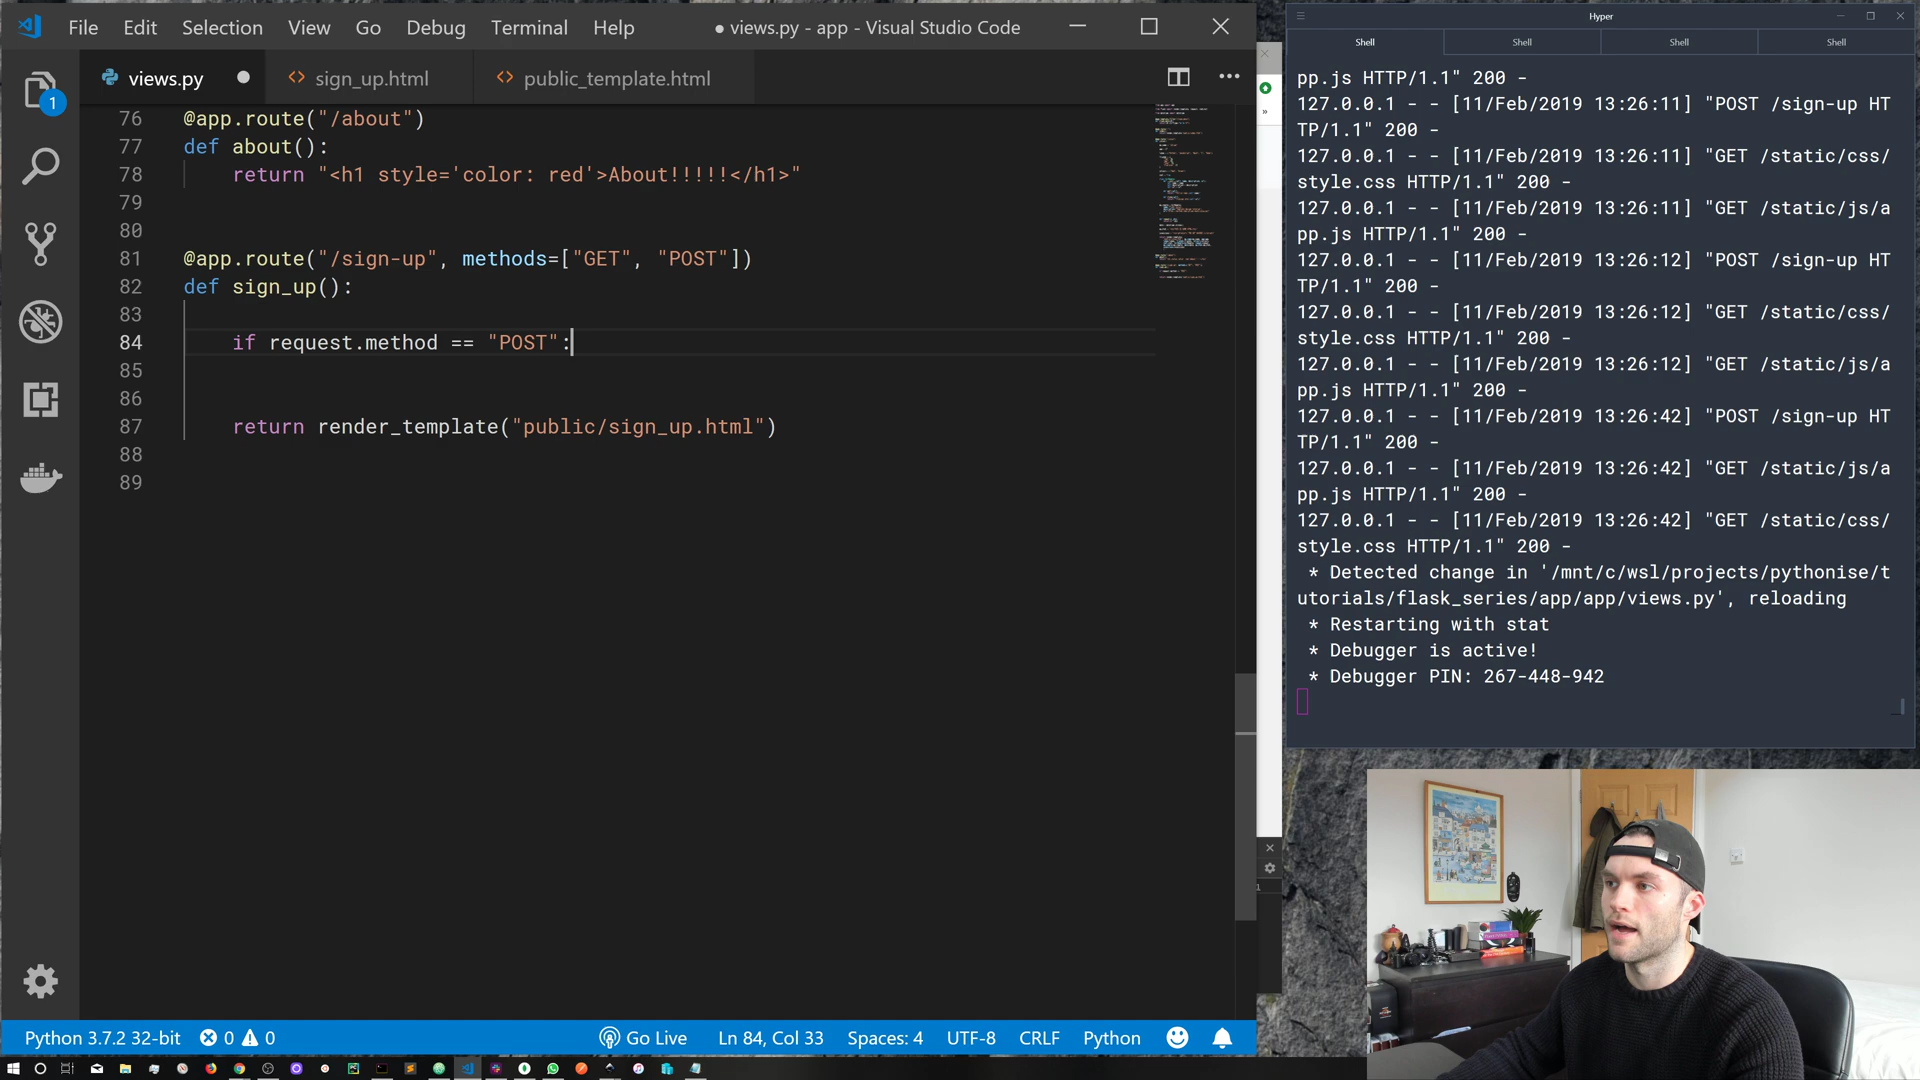 File Edit Selection View Go Debug Terminal Help
● views.py - app - Visual Studio Code
views.py
sign_up.html
public_template.html
1
76 @app.route("/about")
77 def about():
78 return "<h1 style='color: red'>About!!!!!</h1>"
79
80
81 @app.route("/sign-up", methods=["GET", "POST"])
82 def sign_up():
83
84 if request.method == "POST":
85
86
87 return render_template("public/sign_up.html")
88
89
Python 3.7.2 32-bit 0 0 Go Live Ln 84, Col 33 Spaces: 4 UTF-8 CRLF Python
Hyper
Shell Shell Shell Shell
pp.js HTTP/1.1" 200 -
127.0.0.1 - - [11/Feb/2019 13:26:11] "POST /sign-up HT
TP/1.1" 200 -
127.0.0.1 - - [11/Feb/2019 13:26:11] "GET /static/css/
style.css HTTP/1.1" 200 -
127.0.0.1 - - [11/Feb/2019 13:26:11] "GET /static/js/a
pp.js HTTP/1.1" 200 -
127.0.0.1 - - [11/Feb/2019 13:26:12] "POST /sign-up HT
TP/1.1" 200 -
127.0.0.1 - - [11/Feb/2019 13:26:12] "GET /static/css/
style.css HTTP/1.1" 200 -
127.0.0.1 - - [11/Feb/2019 13:26:12] "GET /static/js/a
pp.js HTTP/1.1" 200 -
127.0.0.1 - - [11/Feb/2019 13:26:42] "POST /sign-up HT
TP/1.1" 200 -
127.0.0.1 - - [11/Feb/2019 13:26:42] "GET /static/js/a
pp.js HTTP/1.1" 200 -
127.0.0.1 - - [11/Feb/2019 13:26:42] "GET /static/css/
style.css HTTP/1.1" 200 -
* Detected change in '/mnt/c/wsl/projects/pythonise/t
utorials/flask_series/app/app/views.py', reloading
* Restarting with stat
* Debugger is active!
* Debugger PIN: 267-448-942